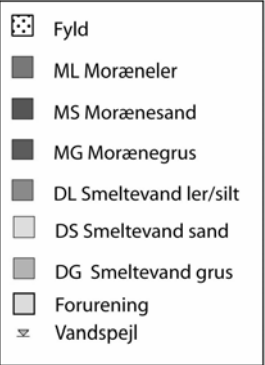 Fyld
ML Moræneler
MS Morænesand
MG Morænegrus
DL Smeltevand ler/silt
DS Smeltevand sand
DG Smeltevand grus
Forurening
Vandspejl